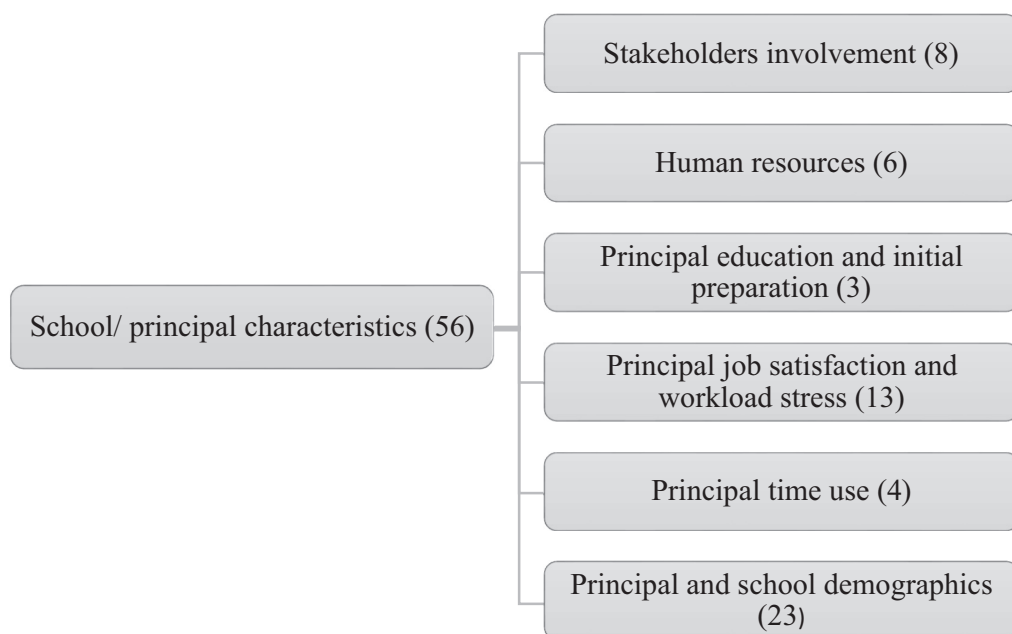 Stakeholders involvement (8)
Human resources (6)
Principal education and initial
preparation (3)
School/ principal characteristics (56)
Principal job satisfaction and
workload stress (13)
Principal time use (4)
Principal and school demographics
(23)